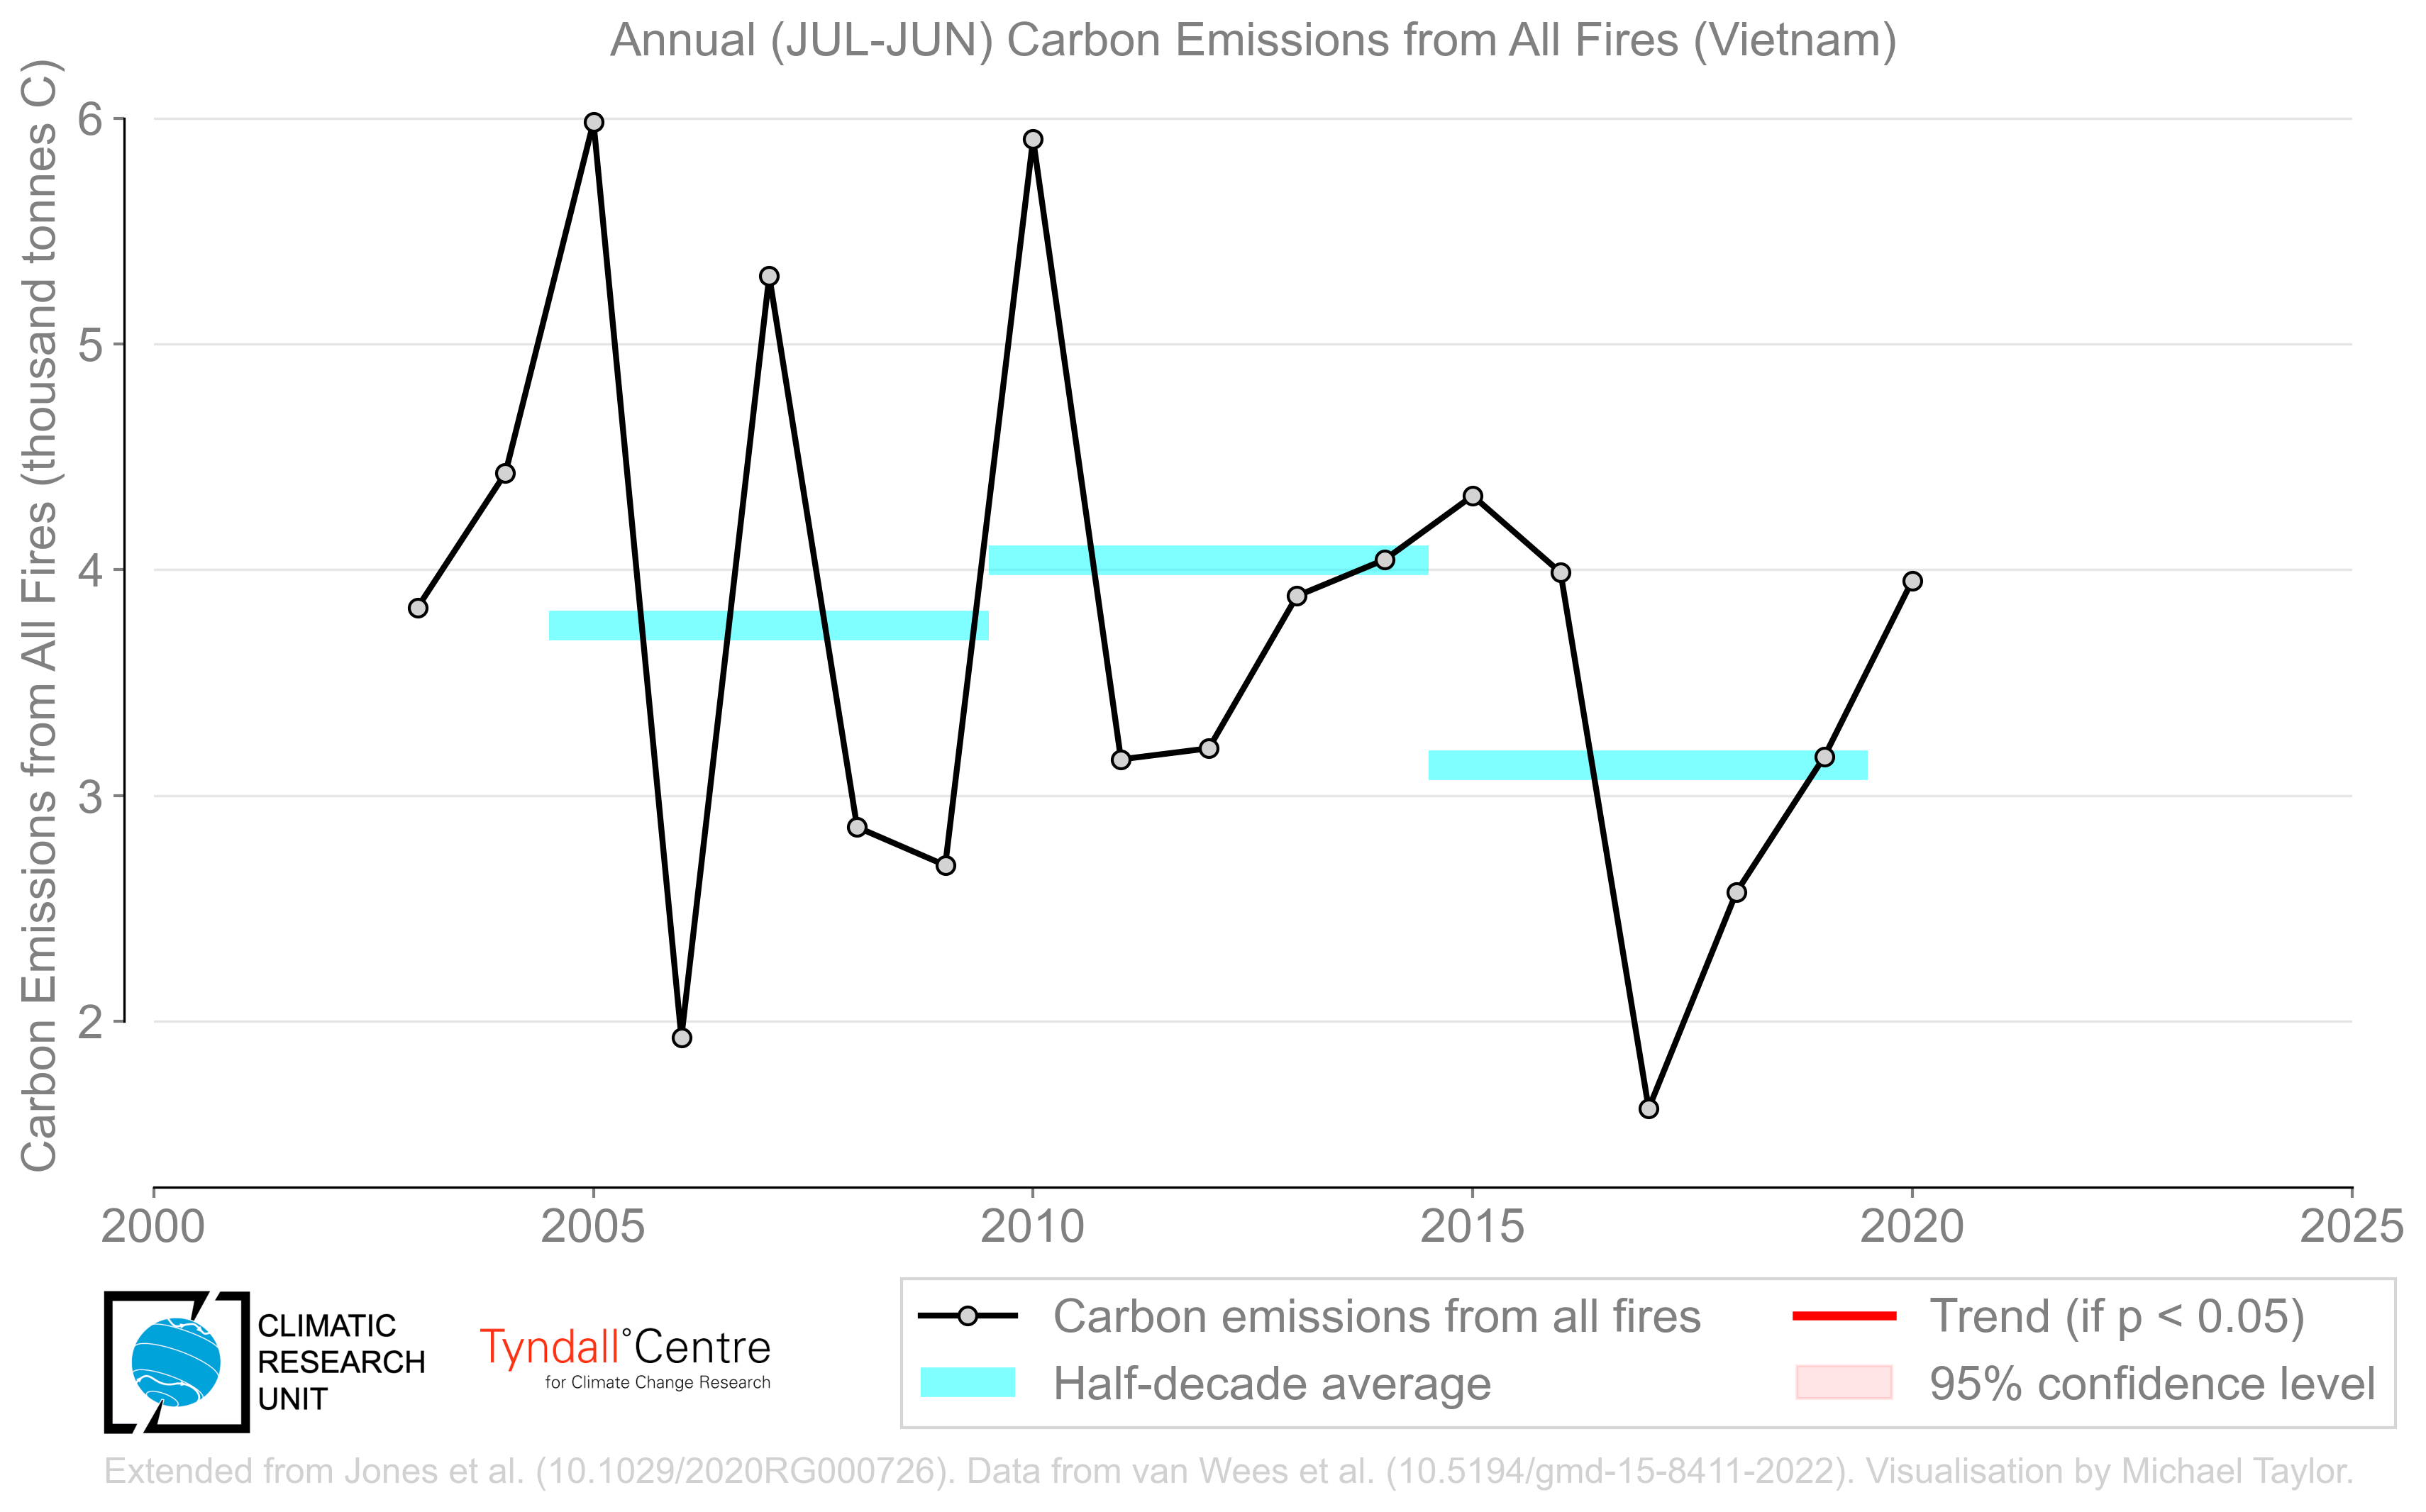 Annual (JUL-JUN) Carbon Emissions from All Fires (Vietnam)
Carbon Emissions from All Fires (thousand tonnes C)
6
5
4
3
2
2000
2005
2010
2015
2020
2025
CLIMATIC
RESEARCH
UNIT
Tyndall°Centre
for Climate Change Research
Carbon emissions from all fires
Half-decade average
Trend (if p < 0.05)
95% confidence level
Extended from Jones et al. (10.1029/2020RG000726). Data from van Wees et al. (10.5194/gmd-15-8411-2022). Visualisation by Michael Taylor.